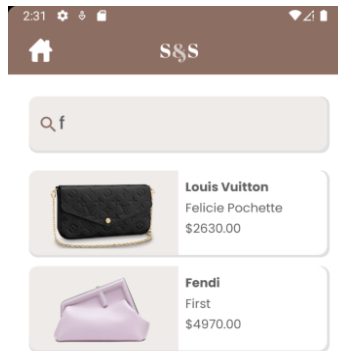 2:31
S&S
f
Louis Vuitton
Felicie Pochette
$2630.00
Fendi
First
$4970.00